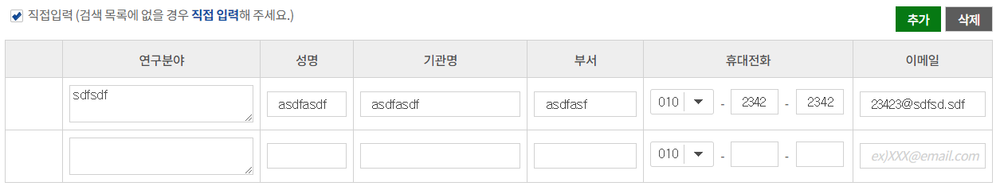 직접입력 (검색 목록에 없을 경우 직접 입력해 주세요.)
추가 삭제
연구분야 성명 기관명 부서 휴대전화 이메일
sdfsdf asdfasdf asdfasdf asdfasf 010 - 2342 - 2342 23423@sdfsd.sdf
010 - - ex)XXX@email.com